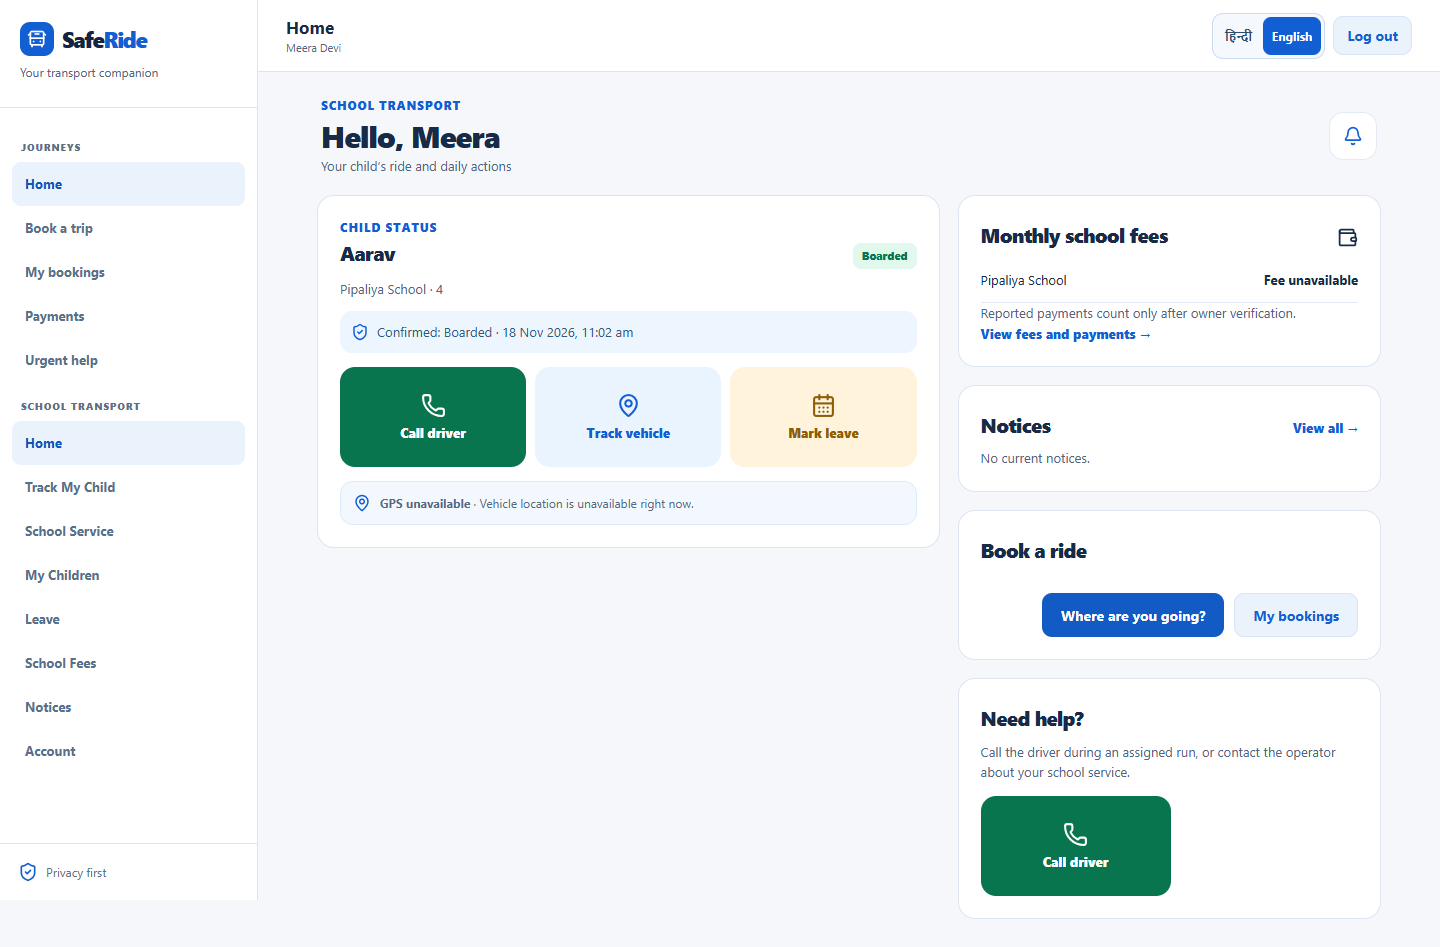 SafeRide
Your transport companion
JOURNEYS
Home
Book a trip
My bookings
Payments
Urgent help
SCHOOL TRANSPORT
Home
Track My Child
School Service
My Children
Leave
School Fees
Notices
Account
Privacy first
Home
Meera Devi
हिन्दी
English
Log out
SCHOOL TRANSPORT
Hello, Meera
Your child's ride and daily actions
CHILD STATUS
Aarav
Boarded
Pipaliya School · 4
Confirmed: Boarded · 18 Nov 2026, 11:02 am
Call driver
Track vehicle
Mark leave
GPS unavailable · Vehicle location is unavailable right now.
Monthly school fees
Pipaliya School
Fee unavailable
Reported payments count only after owner verification.
View fees and payments →
Notices
View all →
No current notices.
Book a ride
Where are you going?
My bookings
Need help?
Call the driver during an assigned run, or contact the operator
about your school service.
Call driver